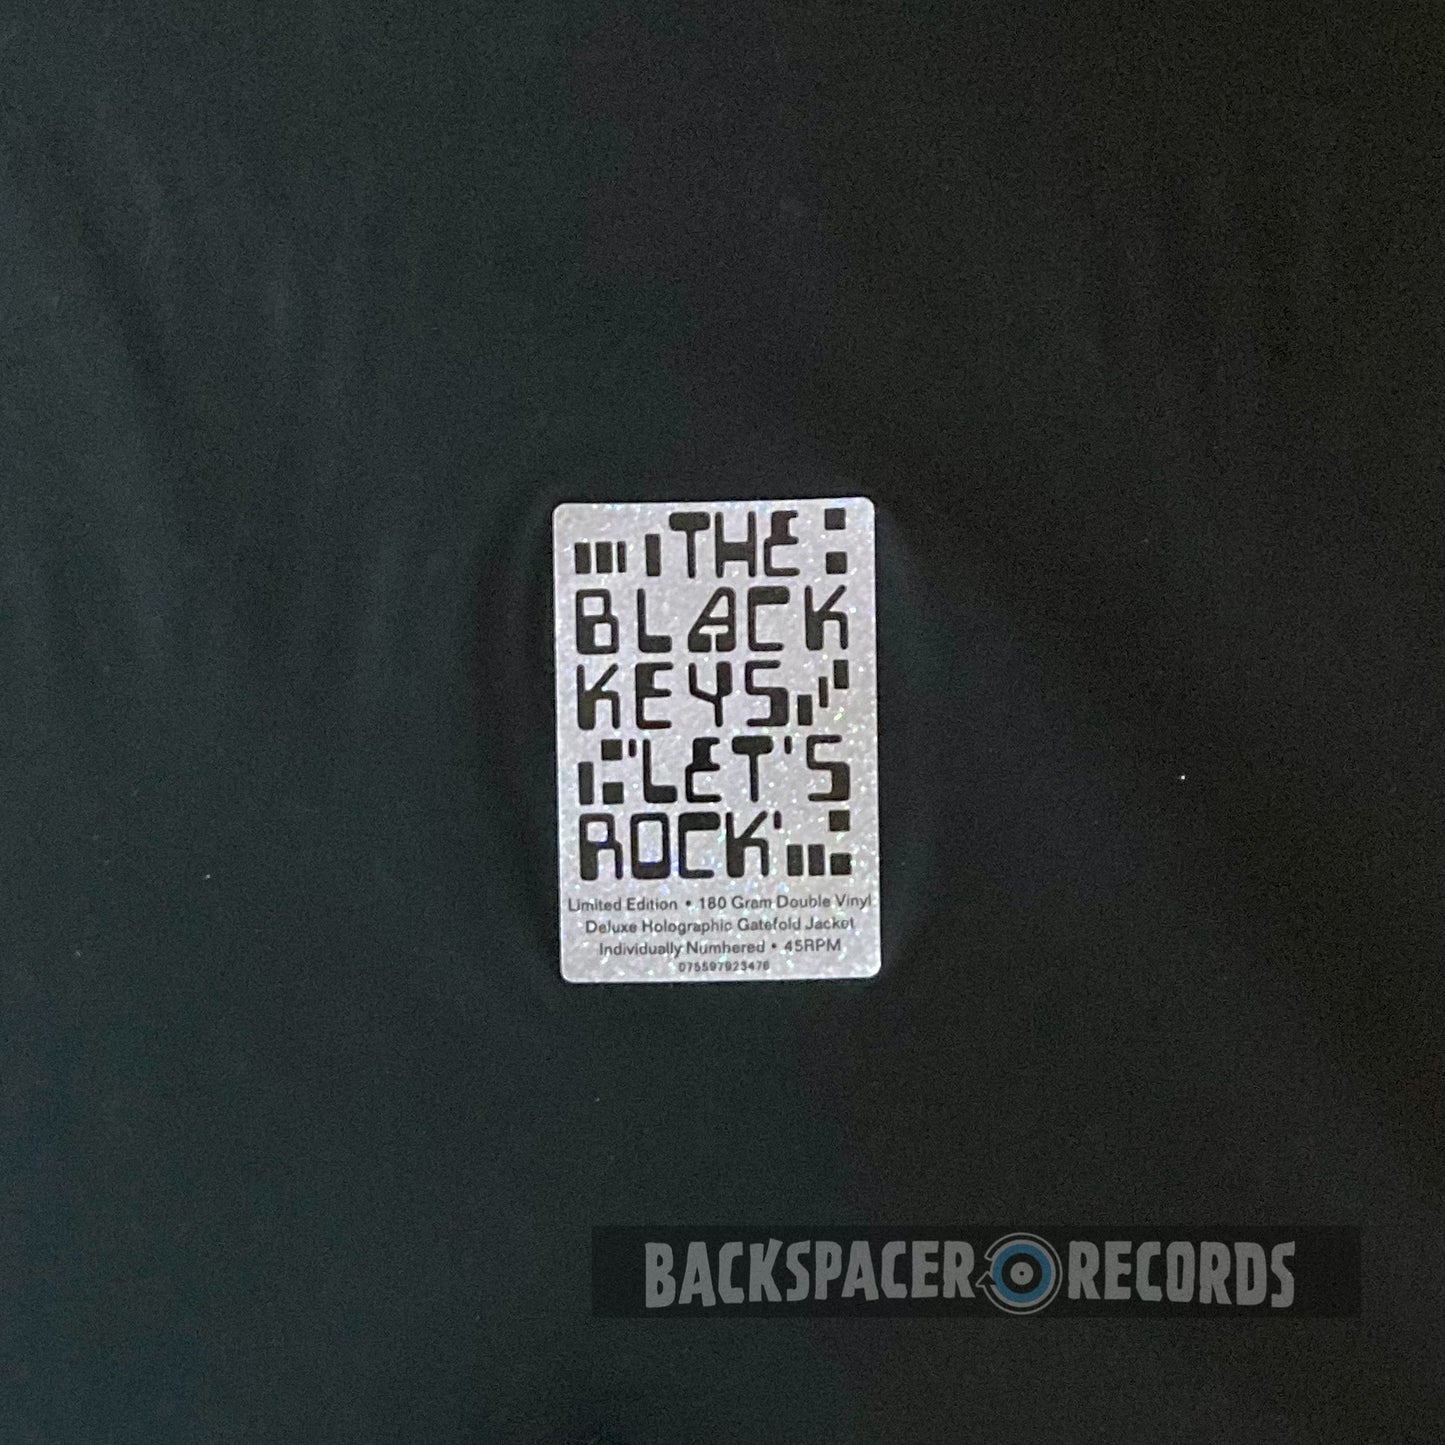 THE
BLACK
KEYS
'LET'S
ROCK'
Limited Edition • 180 Gram Double Vinyl
Deluxe Holographic Gatefold Jacket
Individually Numbered • 45RPM
075597923476
BACKSPACER RECORDS